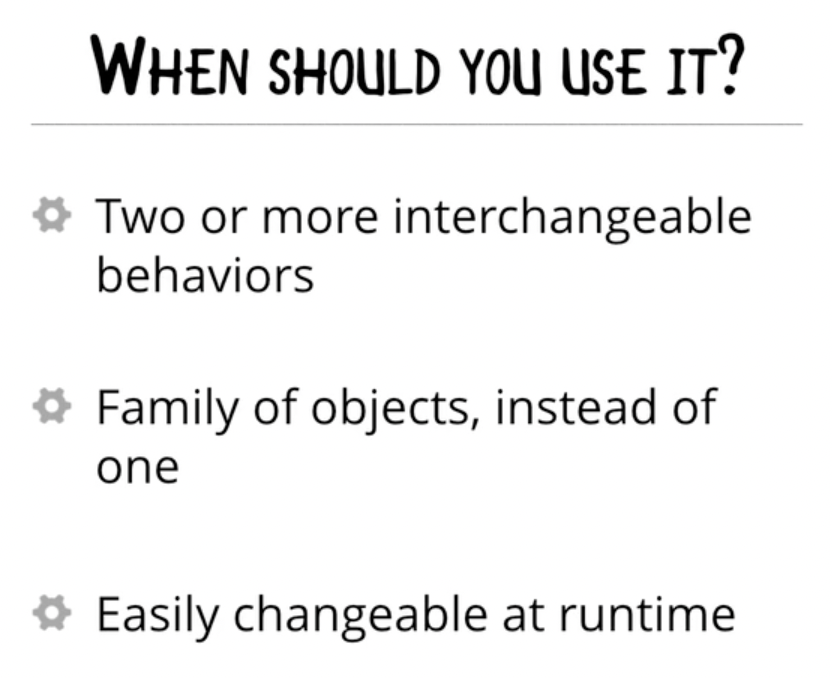 WHEN SHOULD YOU USE IT?
Two or more interchangeable
behaviors
Family of objects, instead of
one
Easily changeable at runtime